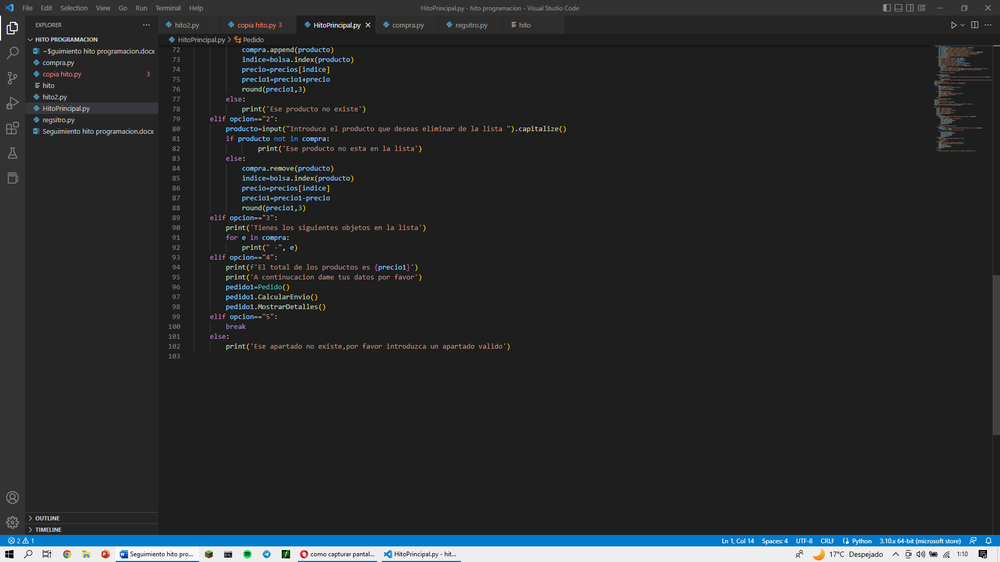 File Edit Selection View Go Run Terminal Help
HitoPrincipal.py - hito programacion - Visual Studio Code
EXPLORER
HITO PROGRAMACION
~$guimiento hito programacion.docx
compra.py
copia hito.py 3
hito
hito2.py
HitoPrincipal.py
regsitro.py
Seguimiento hito programacion.docx
OUTLINE
TIMELINE
hito2.py copia hito.py 3 HitoPrincipal.py compra.py regsitro.py hito
HitoPrincipal.py > Pedido
72 compra.append(producto)
73 indice=bolsa.index(producto)
74 precio=precios[indice]
75 precio1=precio1+precio
76 round(precio1,3)
77 else:
78 print('Ese producto no existe')
79 elif opcion=="2":
80 producto=input("Introduce el producto que deseas eliminar de la lista ").capitalize()
81 if producto not in compra:
82 print('Ese producto no esta en la lista')
83 else:
84 compra.remove(producto)
85 indice=bolsa.index(producto)
86 precio=precios[indice]
87 precio1=precio1-precio
88 round(precio1,3)
89 elif opcion=="3":
90 print('Tienes los siguientes objetos en la lista')
91 for e in compra:
92 print(" -", e)
93 elif opcion=="4":
94 print(f'El total de los productos es {precio1}')
95 print('A continucacion dame tus datos por favor')
96 pedido1=Pedido()
97 pedido1.CalcularEnvio()
98 pedido1.MostrarDetalles()
99 elif opcion=="5":
100 break
101 else:
102 print('Ese apartado no existe,por favor introduzca un apartado valido')
103
2 1
Ln 1, Col 14 Spaces: 4 UTF-8 CRLF Python 3.10.x 64-bit (microsoft store)
Seguimiento hito pro... como capturar pantal... HitoPrincipal.py - hit... 17°C Despejado 1:10